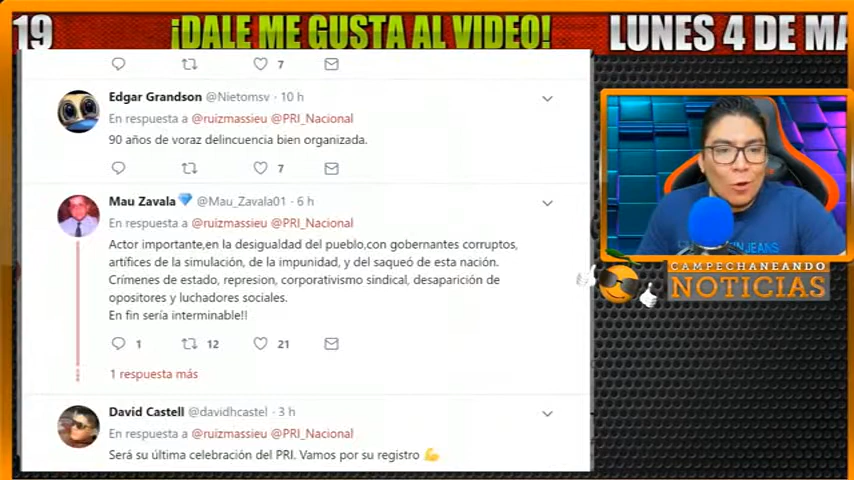 19 ¡DALE ME GUSTA AL VIDEO! LUNES 4 DE MA
7
Edgar Grandson @Nietomsv · 10 h
En respuesta a @ruizmassieu @PRI_Nacional
90 años de voraz delincuencia bien organizada.
7
Mau Zavala💎 @Mau_Zavala01 · 6 h
En respuesta a @ruizmassieu @PRI_Nacional
Actor importante,en la desigualdad del pueblo,con gobernantes corruptos,
artífices de la simulación, de la impunidad, y del saqueó de esta nación.
Crímenes de estado, represion, corporativismo sindical, desaparición de
opositores y luchadores sociales.
En fin sería interminable!!
1 12 21
1 respuesta más
David Castell @davidhcastel · 3 h
En respuesta a @ruizmassieu @PRI_Nacional
Será su última celebración del PRI. Vamos por su registro 💪
JEANS
CAMPECHANEANDO
NOTICIAS